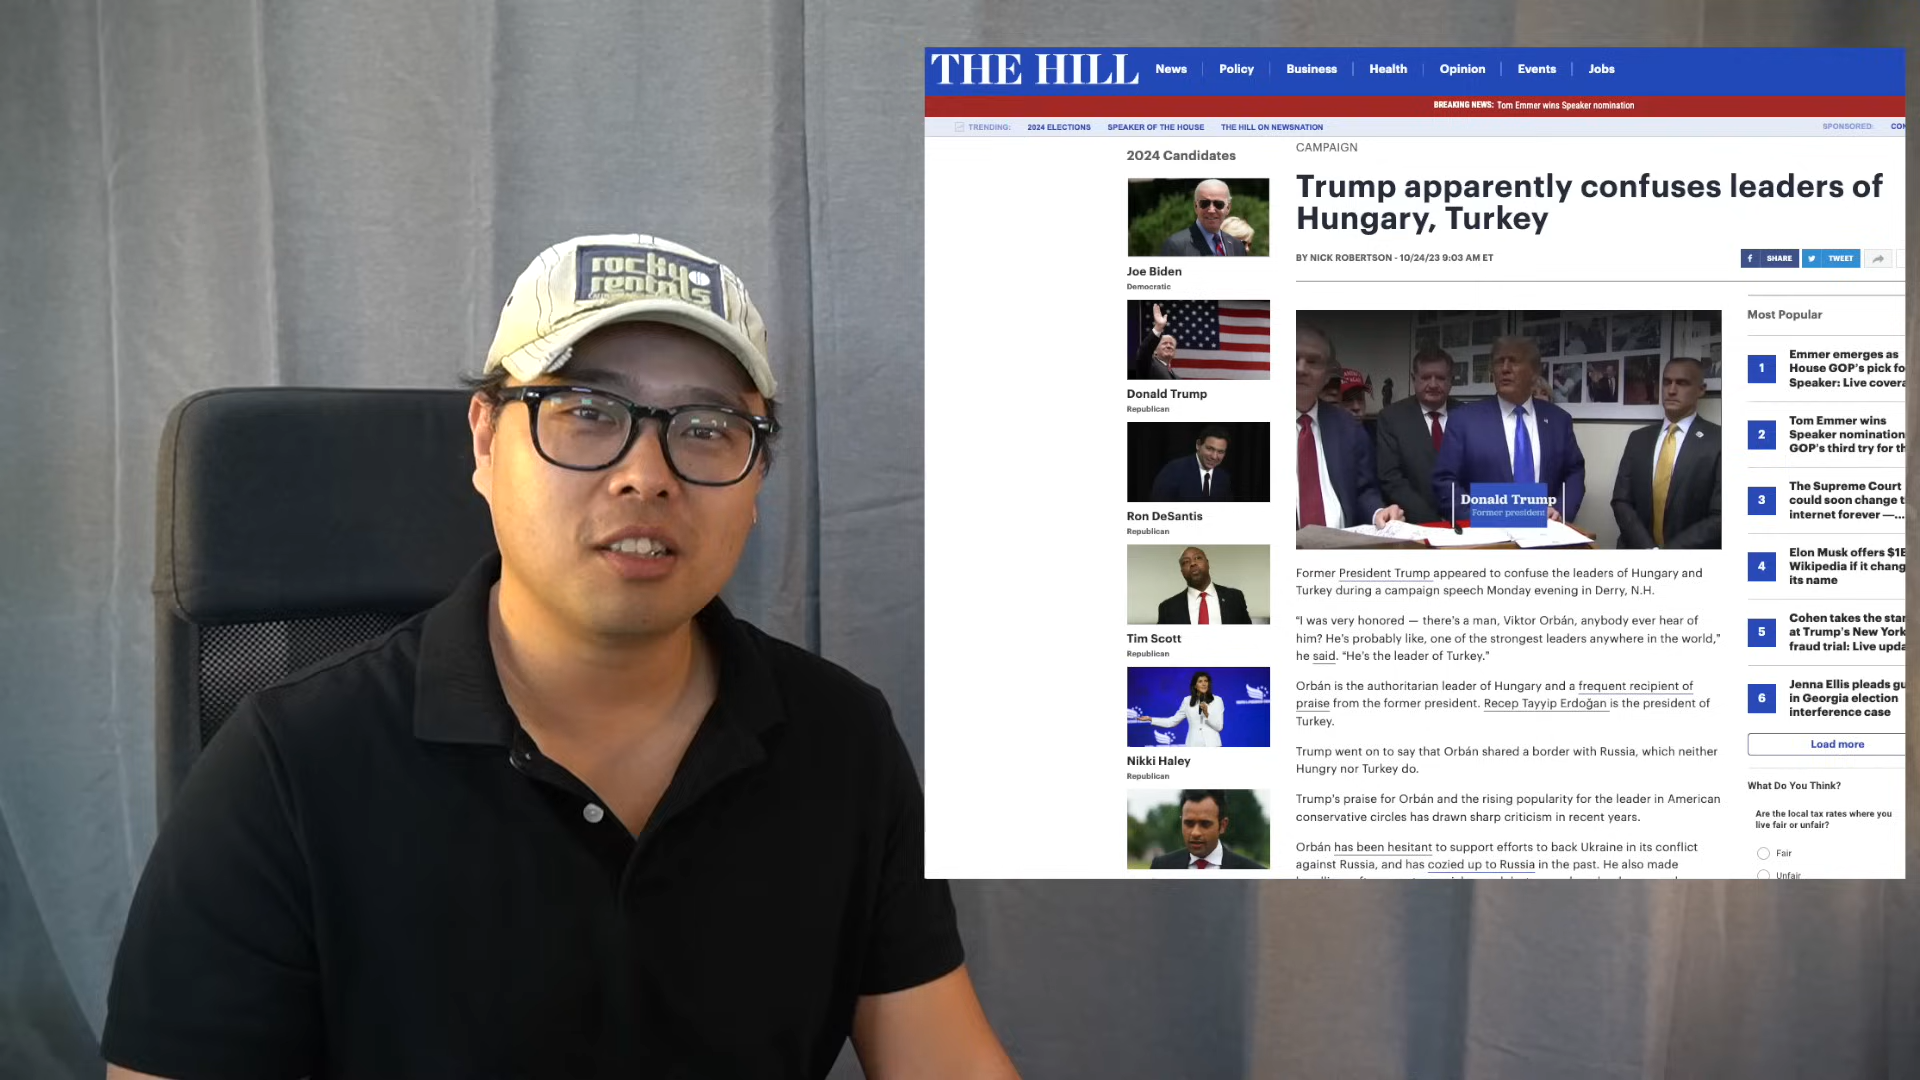 rocky
rentals
THE HILL
News
Policy
Business
Health
Opinion
Events
Jobs
BREAKING NEWS: Tom Emmer wins Speaker nomination
TRENDING:
2024 ELECTIONS
SPEAKER OF THE HOUSE
THE HILL ON NEWSNATION
SPONSORED:
2024 Candidates
Joe Biden
Democratic
Donald Trump
Republican
Ron DeSantis
Republican
Tim Scott
Republican
Nikki Haley
Republican
CAMPAIGN
Trump apparently confuses leaders of
Hungary, Turkey
BY NICK ROBERTSON - 10/24/23 9:03 AM ET
SHARE
TWEET
Donald Trump
Former president
Former President Trump appeared to confuse the leaders of Hungary and
Turkey during a campaign speech Monday evening in Derry, N.H.
“I was very honored — there’s a man, Viktor Orbán, anybody ever hear of
him? He’s probably like, one of the strongest leaders anywhere in the world,”
he said. “He’s the leader of Turkey.”
Orbán is the authoritarian leader of Hungary and a frequent recipient of
praise from the former president. Recep Tayyip Erdoğan is the president of
Turkey.
Trump went on to say that Orbán shared a border with Russia, which neither
Hungry nor Turkey do.
Trump’s praise for Orbán and the rising popularity for the leader in American
conservative circles has drawn sharp criticism in recent years.
Orbán has been hesitant to support efforts to back Ukraine in its conflict
against Russia, and has cozied up to Russia in the past. He also made
Most Popular
1
Emmer emerges as
House GOP’s pick fo
Speaker: Live covera
2
Tom Emmer wins
Speaker nomination
GOP’s third try for th
3
The Supreme Court
could soon change t
internet forever —...
4
Elon Musk offers $1B
Wikipedia if it chang
its name
5
Cohen takes the star
at Trump’s New York
fraud trial: Live upda
6
Jenna Ellis pleads gu
in Georgia election
interference case
Load more
What Do You Think?
Are the local tax rates where you
live fair or unfair?
Fair
Unfair